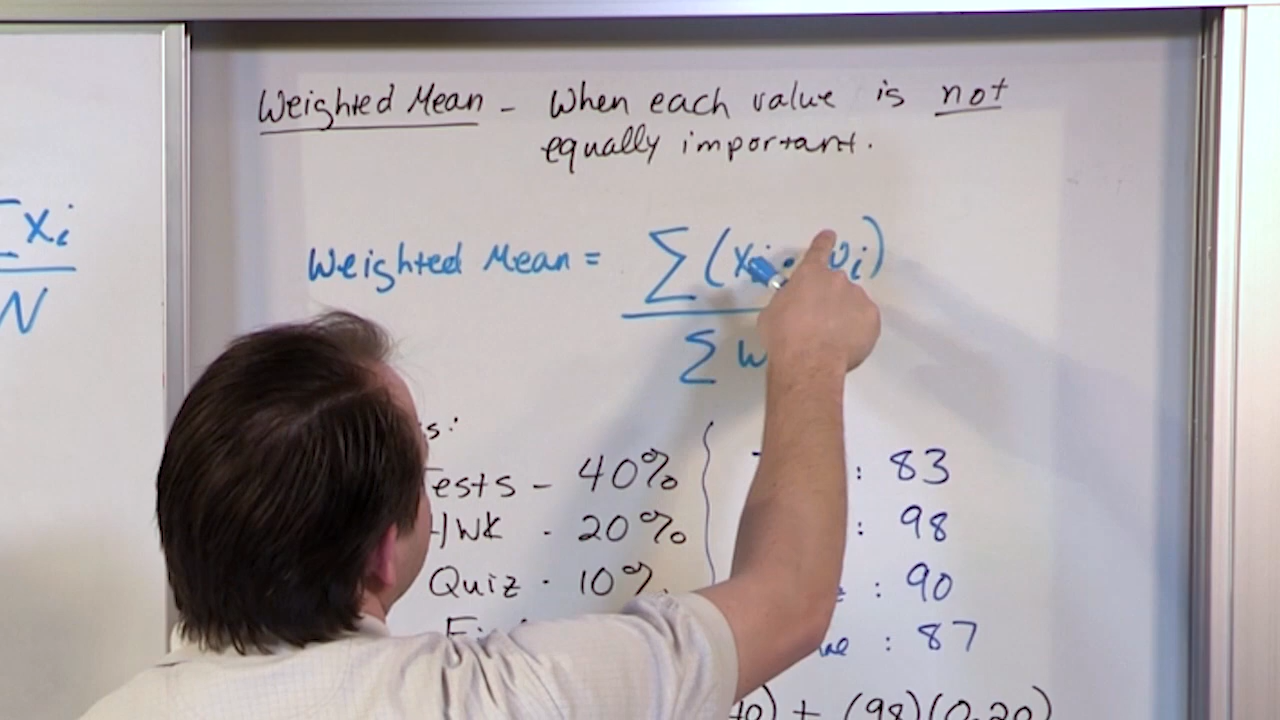 Weighted Mean - When each value is not
equally important.
Σxi
N
Weighted Mean = Σ(xi · wi)
Σ w
s:
Tests - 40% : 83
HWK - 20% : 98
Quiz - 10% : 90
: 87
(98)(0.20)